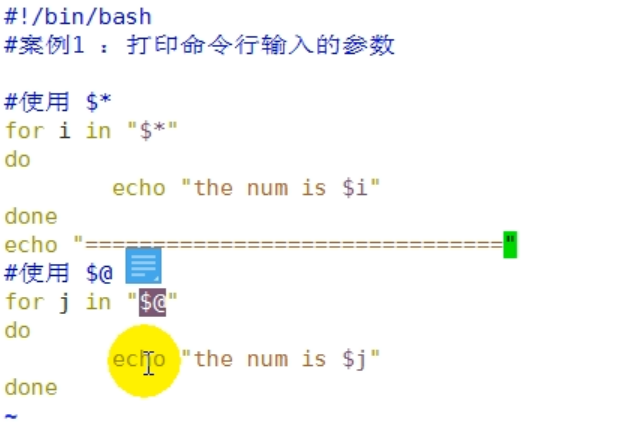 #!/bin/bash
#案例1 ：打印命令行输入的参数
#使用 $*
for i in "$*"
do
echo "the num is $i"
done
echo "==============================="
#使用 $@
for j in "$@"
do
echo "the num is $j"
done
~